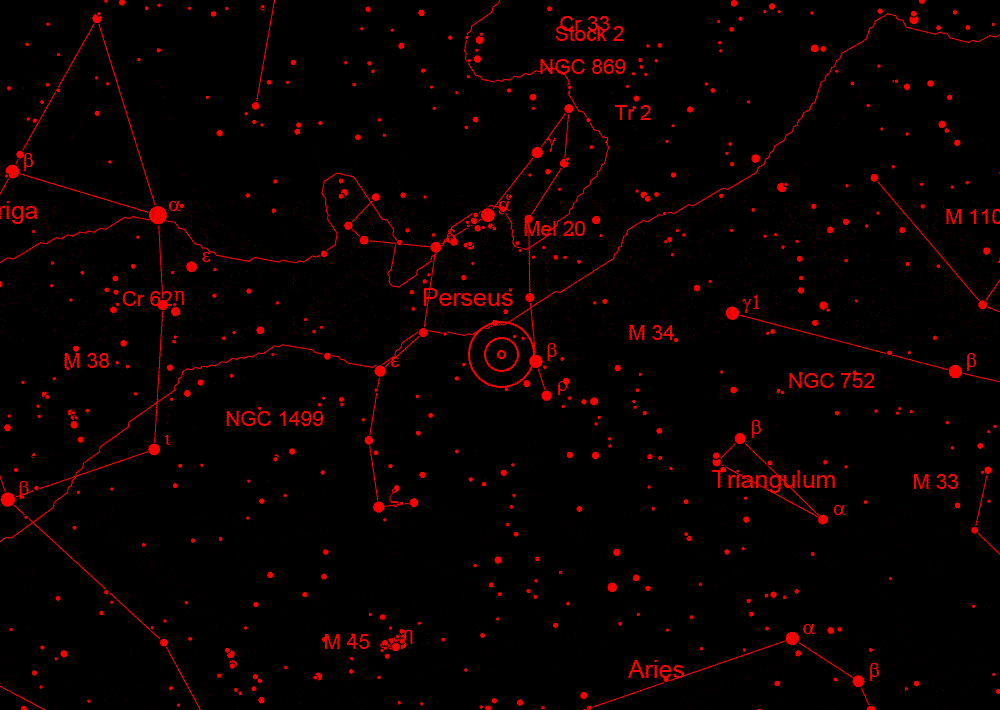 Cr 33
Stock 2
NGC 869
Tr 2
γ
β
α
α
riga
M 110
Mel 20
ε
Cr 62
η
Perseus
γ1
M 34
β
M 38
ε
β
NGC 752
ρ
NGC 1499
β
ι
Triangulum
M 33
β
ζ
α
M 45
η
α
Aries
β